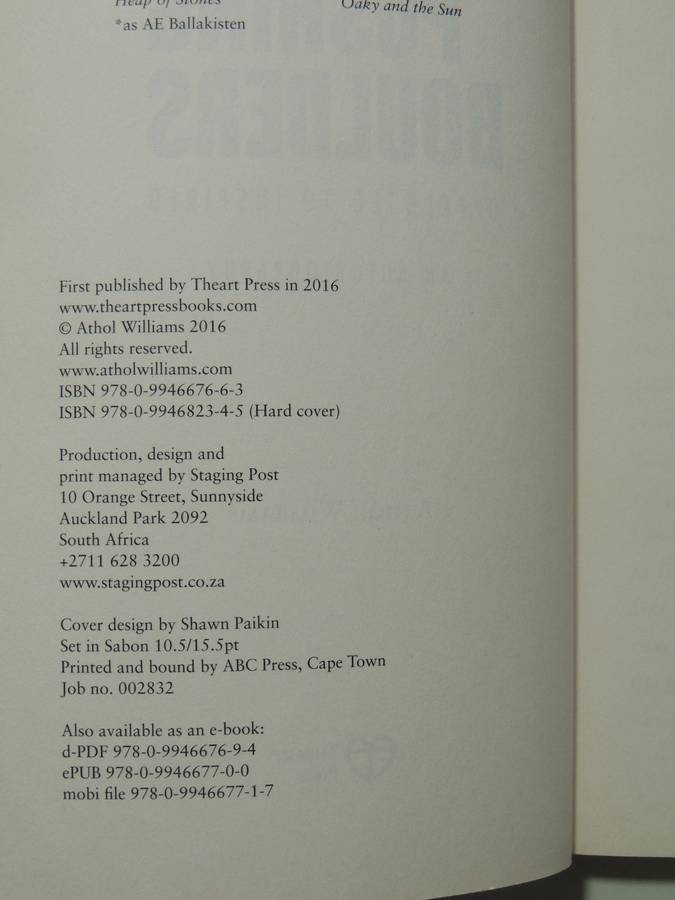 Heap of Stones
Oaky and the Sun
*as AE Ballakisten
First published by Theart Press in 2016
www.theartpressbooks.com
© Athol Williams 2016
All rights reserved.
www.atholwilliams.com
ISBN 978-0-9946676-6-3
ISBN 978-0-9946823-4-5 (Hard cover)
Production, design and
print managed by Staging Post
10 Orange Street, Sunnyside
Auckland Park 2092
South Africa
+2711 628 3200
www.stagingpost.co.za
Cover design by Shawn Paikin
Set in Sabon 10.5/15.5pt
Printed and bound by ABC Press, Cape Town
Job no. 002832
Also available as an e-book:
d-PDF 978-0-9946676-9-4
ePUB 978-0-9946677-0-0
mobi file 978-0-9946677-1-7